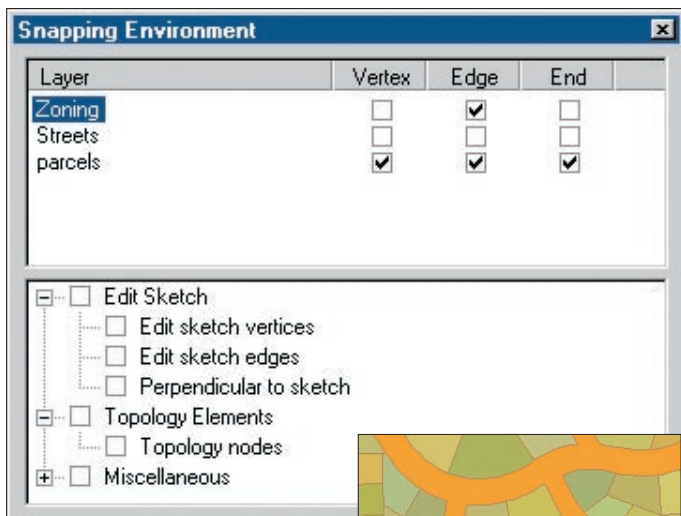 Snapping Environment
Layer Vertex Edge End
Zoning
Streets
parcels
Edit Sketch
Edit sketch vertices
Edit sketch edges
Perpendicular to sketch
Topology Elements
Topology nodes
Miscellaneous